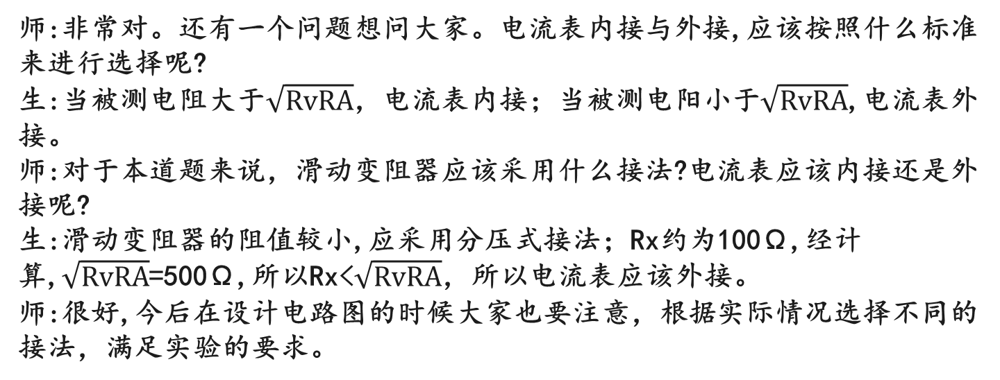 师:非常对。还有一个问题想问大家。电流表内接与外接,应该按照什么标准
来进行选择呢?
生:当被测电阻大于√RvRA，电流表内接；当被测电阳小于√RvRA,电流表外
接。
师:对于本道题来说，滑动变阻器应该采用什么接法?电流表应该内接还是外
接呢?
生:滑动变阻器的阻值较小,应采用分压式接法；Rx约为100Ω,经计
算,√RvRA=500Ω,所以Rx<√RvRA，所以电流表应该外接。
师:很好,今后在设计电路图的时候大家也要注意，根据实际情况选择不同的
接法，满足实验的要求。